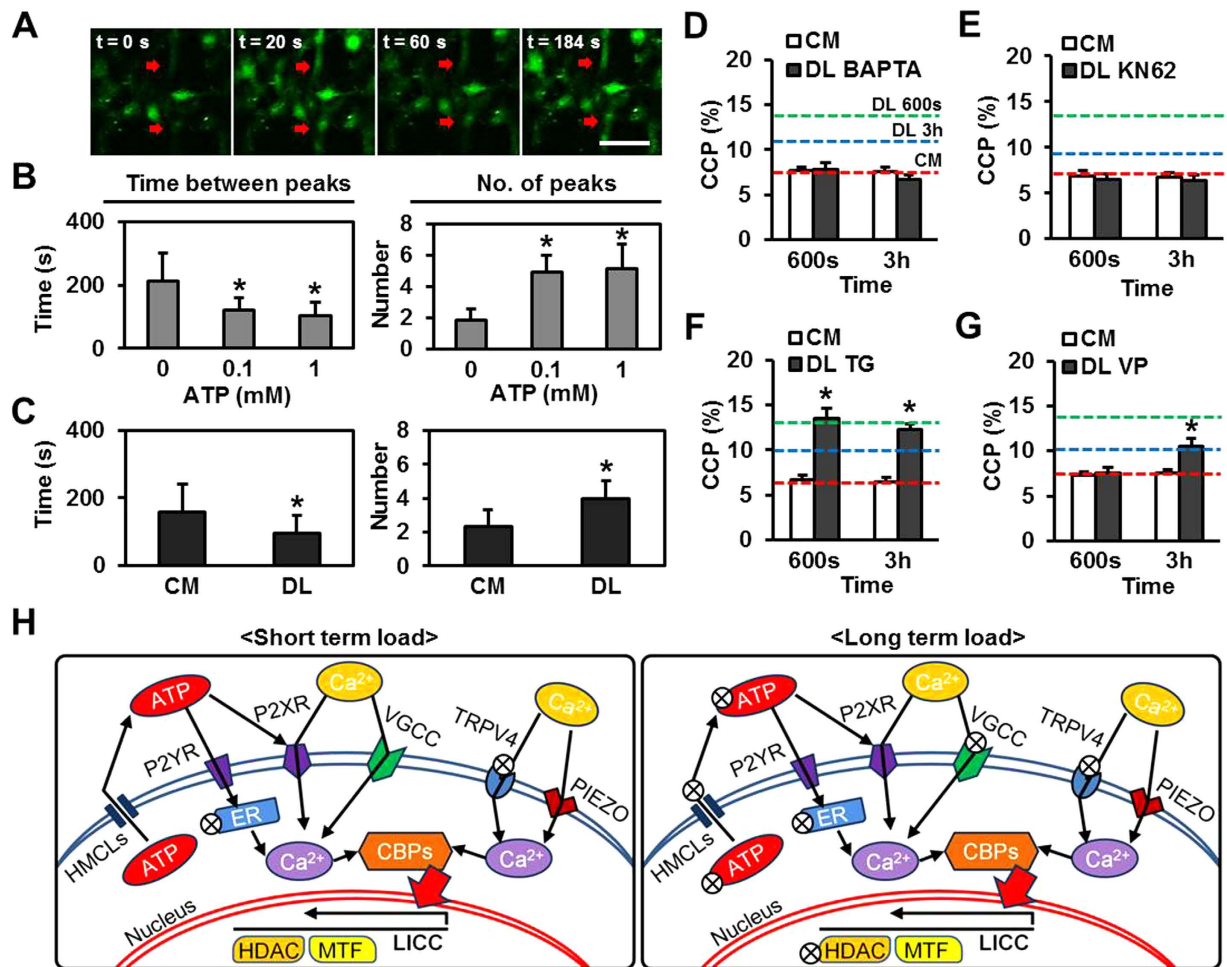 A
t = 0 s
t = 20 s
t = 60 s
t = 184 s
B
Time between peaks
No. of peaks
400
200
0
Time (s)
0 0.1 1
ATP (mM)
8
6
4
2
0
Number
*
*
*
*
0 0.1 1
ATP (mM)
C
400
200
0
Time (s)
*
CM DL
8
6
4
2
0
Number
*
CM DL
D
CM
DL BAPTA
20
15
10
5
0
CCP (%)
DL 600s
DL 3h
CM
600s 3h
Time
E
CM
DL KN62
20
15
10
5
0
600s 3h
Time
F
CM
DL TG
20
15
10
5
0
CCP (%)
*
*
600s 3h
Time
G
CM
DL VP
20
15
10
5
0
CCP (%)
*
600s 3h
Time
H
<Short term load>
ATP
Ca2+
P2XR
VGCC
TRPV4
Ca2+
P2YR
PIEZO
ER
HMCLs
ATP
Ca2+
CBPs
Ca2+
Nucleus
HDAC
MTF
LICC
<Long term load>
ATP
Ca2+
P2XR
VGCC
TRPV4
Ca2+
P2YR
PIEZO
ER
HMCLs
ATP
Ca2+
CBPs
Ca2+
Nucleus
HDAC
MTF
LICC